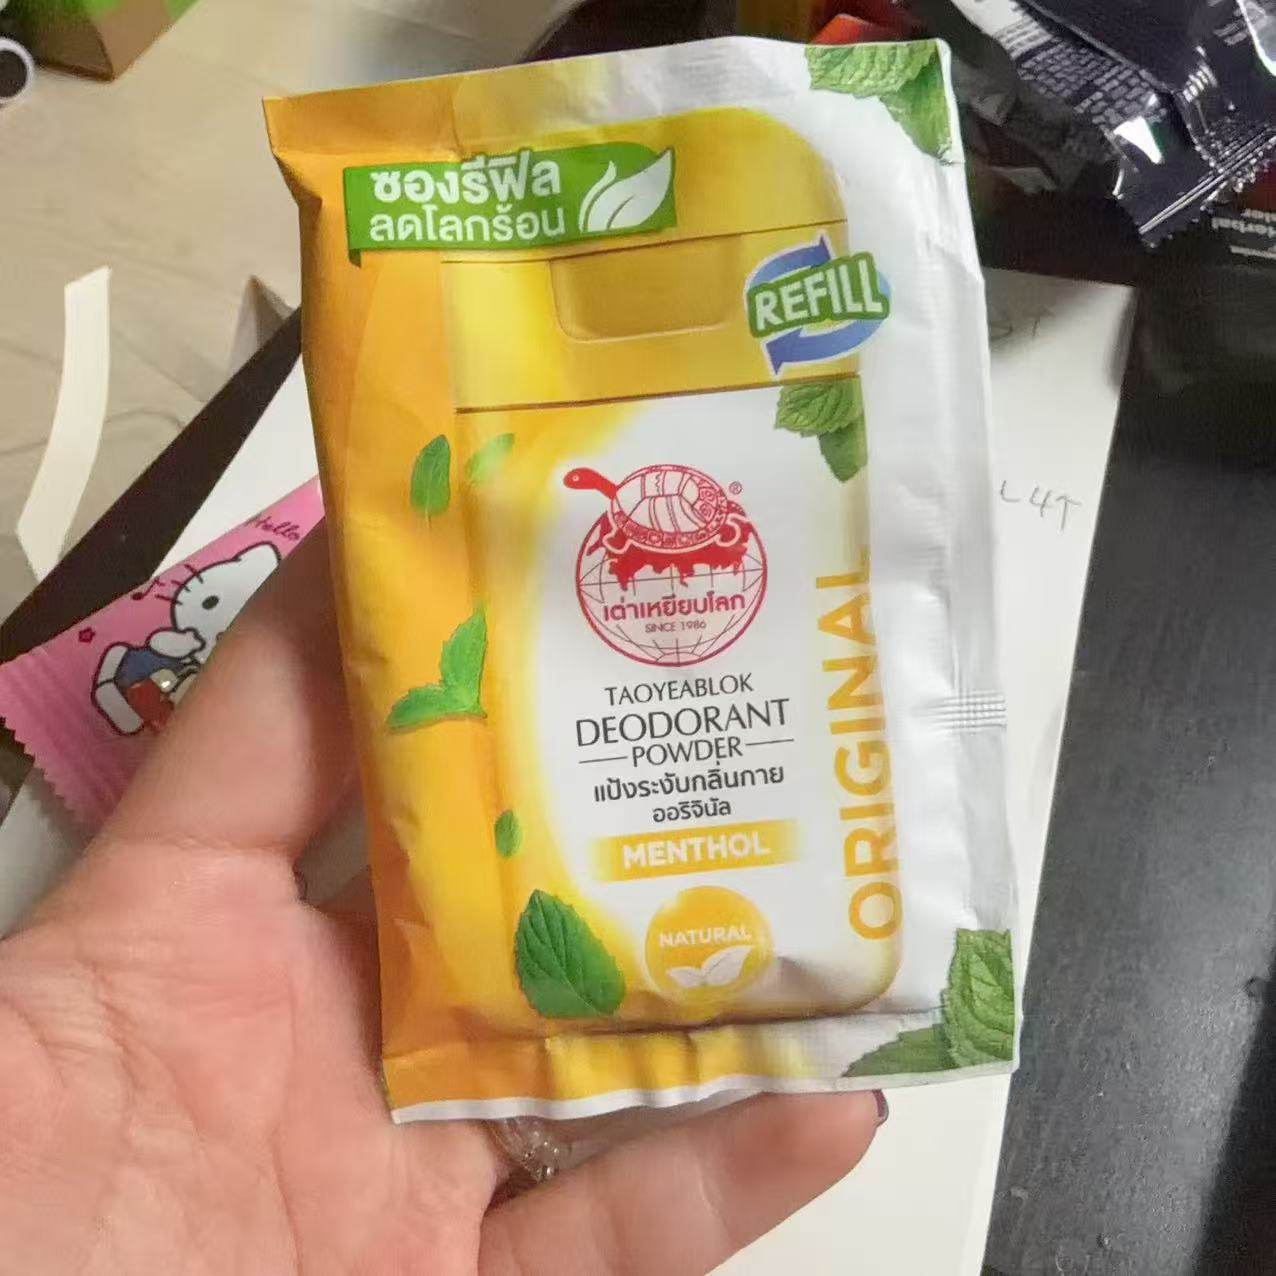 ซองรีฟิล
ลดโลกร้อน
REFILL
®
เต่าเหยียบโลก
SINCE 1986
TAOYEABLOK
DEODORANT
POWDER
แป้งระงับกลิ่นกาย
ออริจินัล
MENTHOL
NATURAL
ORIGINAL
Hello
Herbal
L4↑